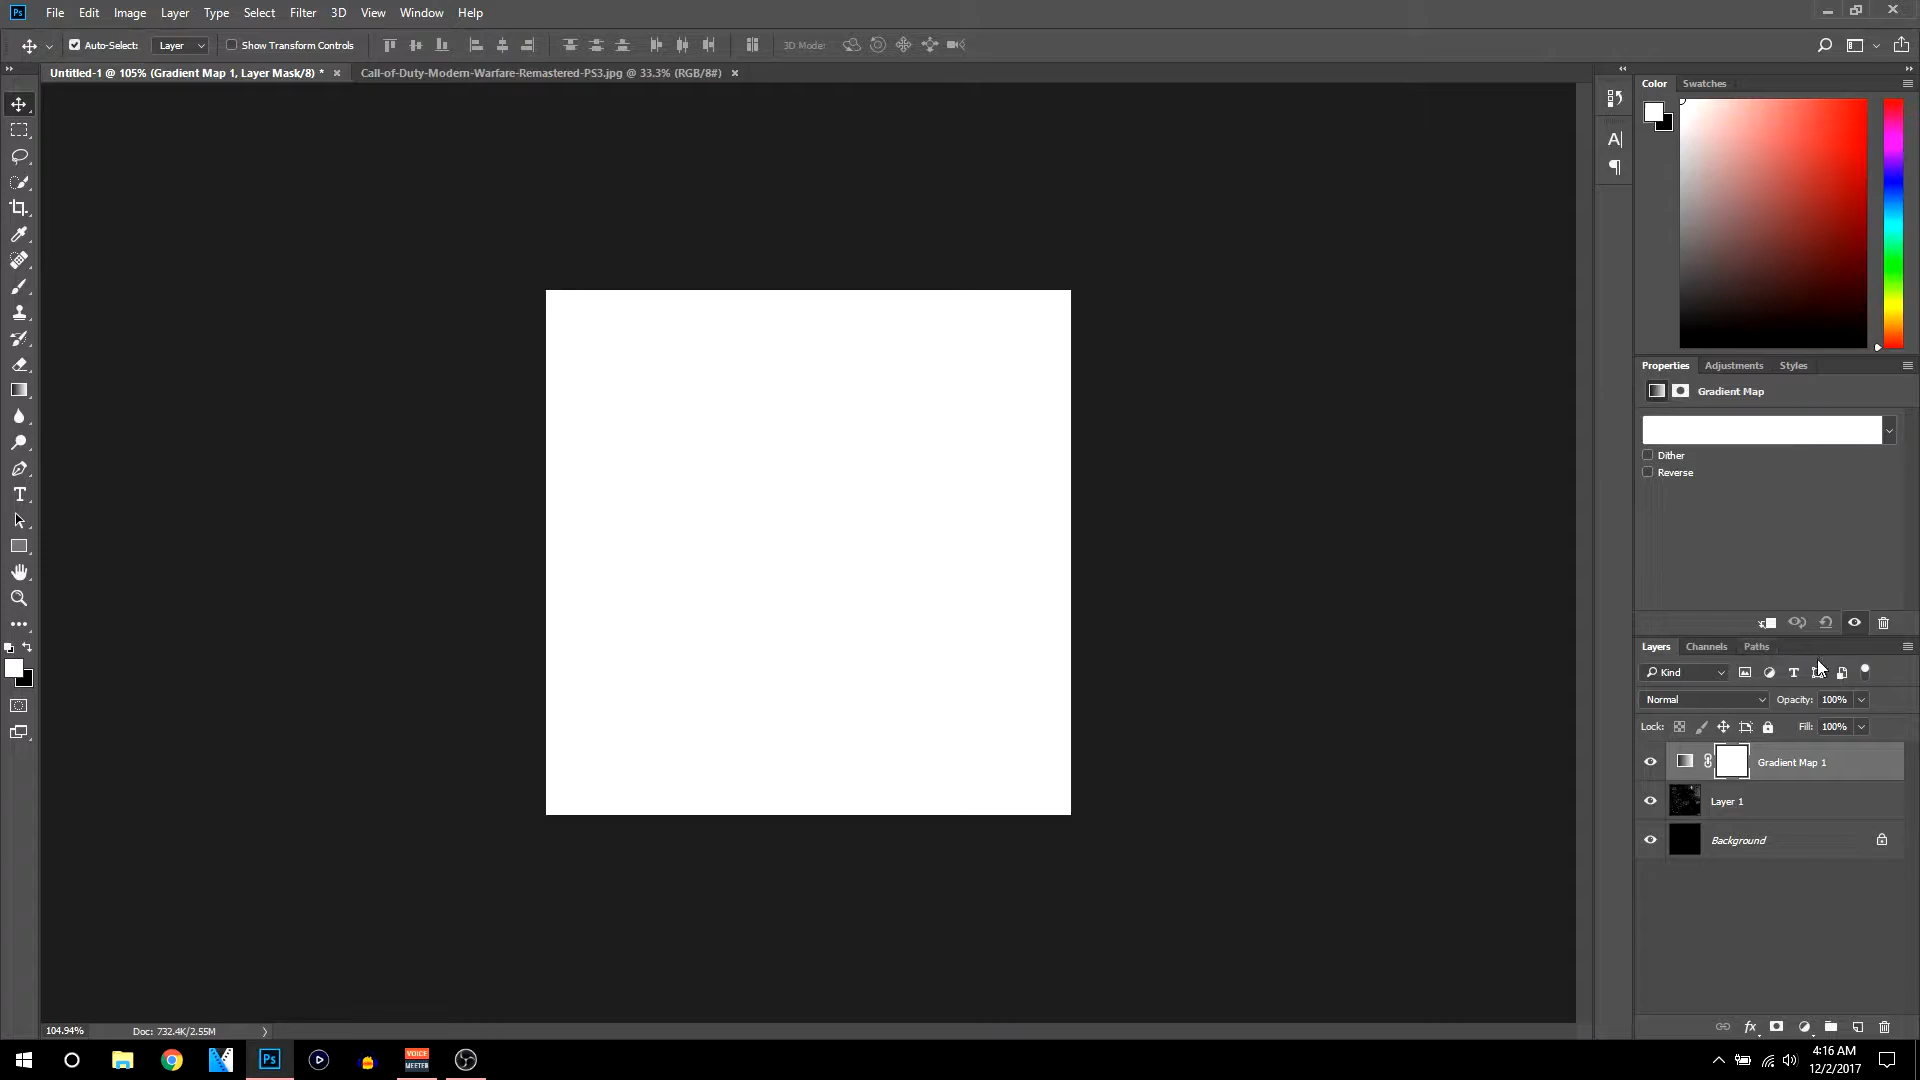 Ps File Edit Image Layer Type Select Filter 3D View Window Help
Auto-Select: Layer Show Transform Controls 3D Mode:
Untitled-1 @ 105% (Gradient Map 1, Layer Mask/8) * × Call-of-Duty-Modern-Warfare-Remastered-PS3.jpg @ 33.3% (RGB/8#) ×
Color Swatches
Properties Adjustments Styles
Gradient Map
Dither
Reverse
Layers Channels Paths
Kind
Normal Opacity: 100%
Lock: Fill: 100%
Gradient Map 1
Layer 1
Background
fx
104.94% Doc: 732.4K/2.55M
Ps VOICE
MEETER
4:16 AM
12/2/2017